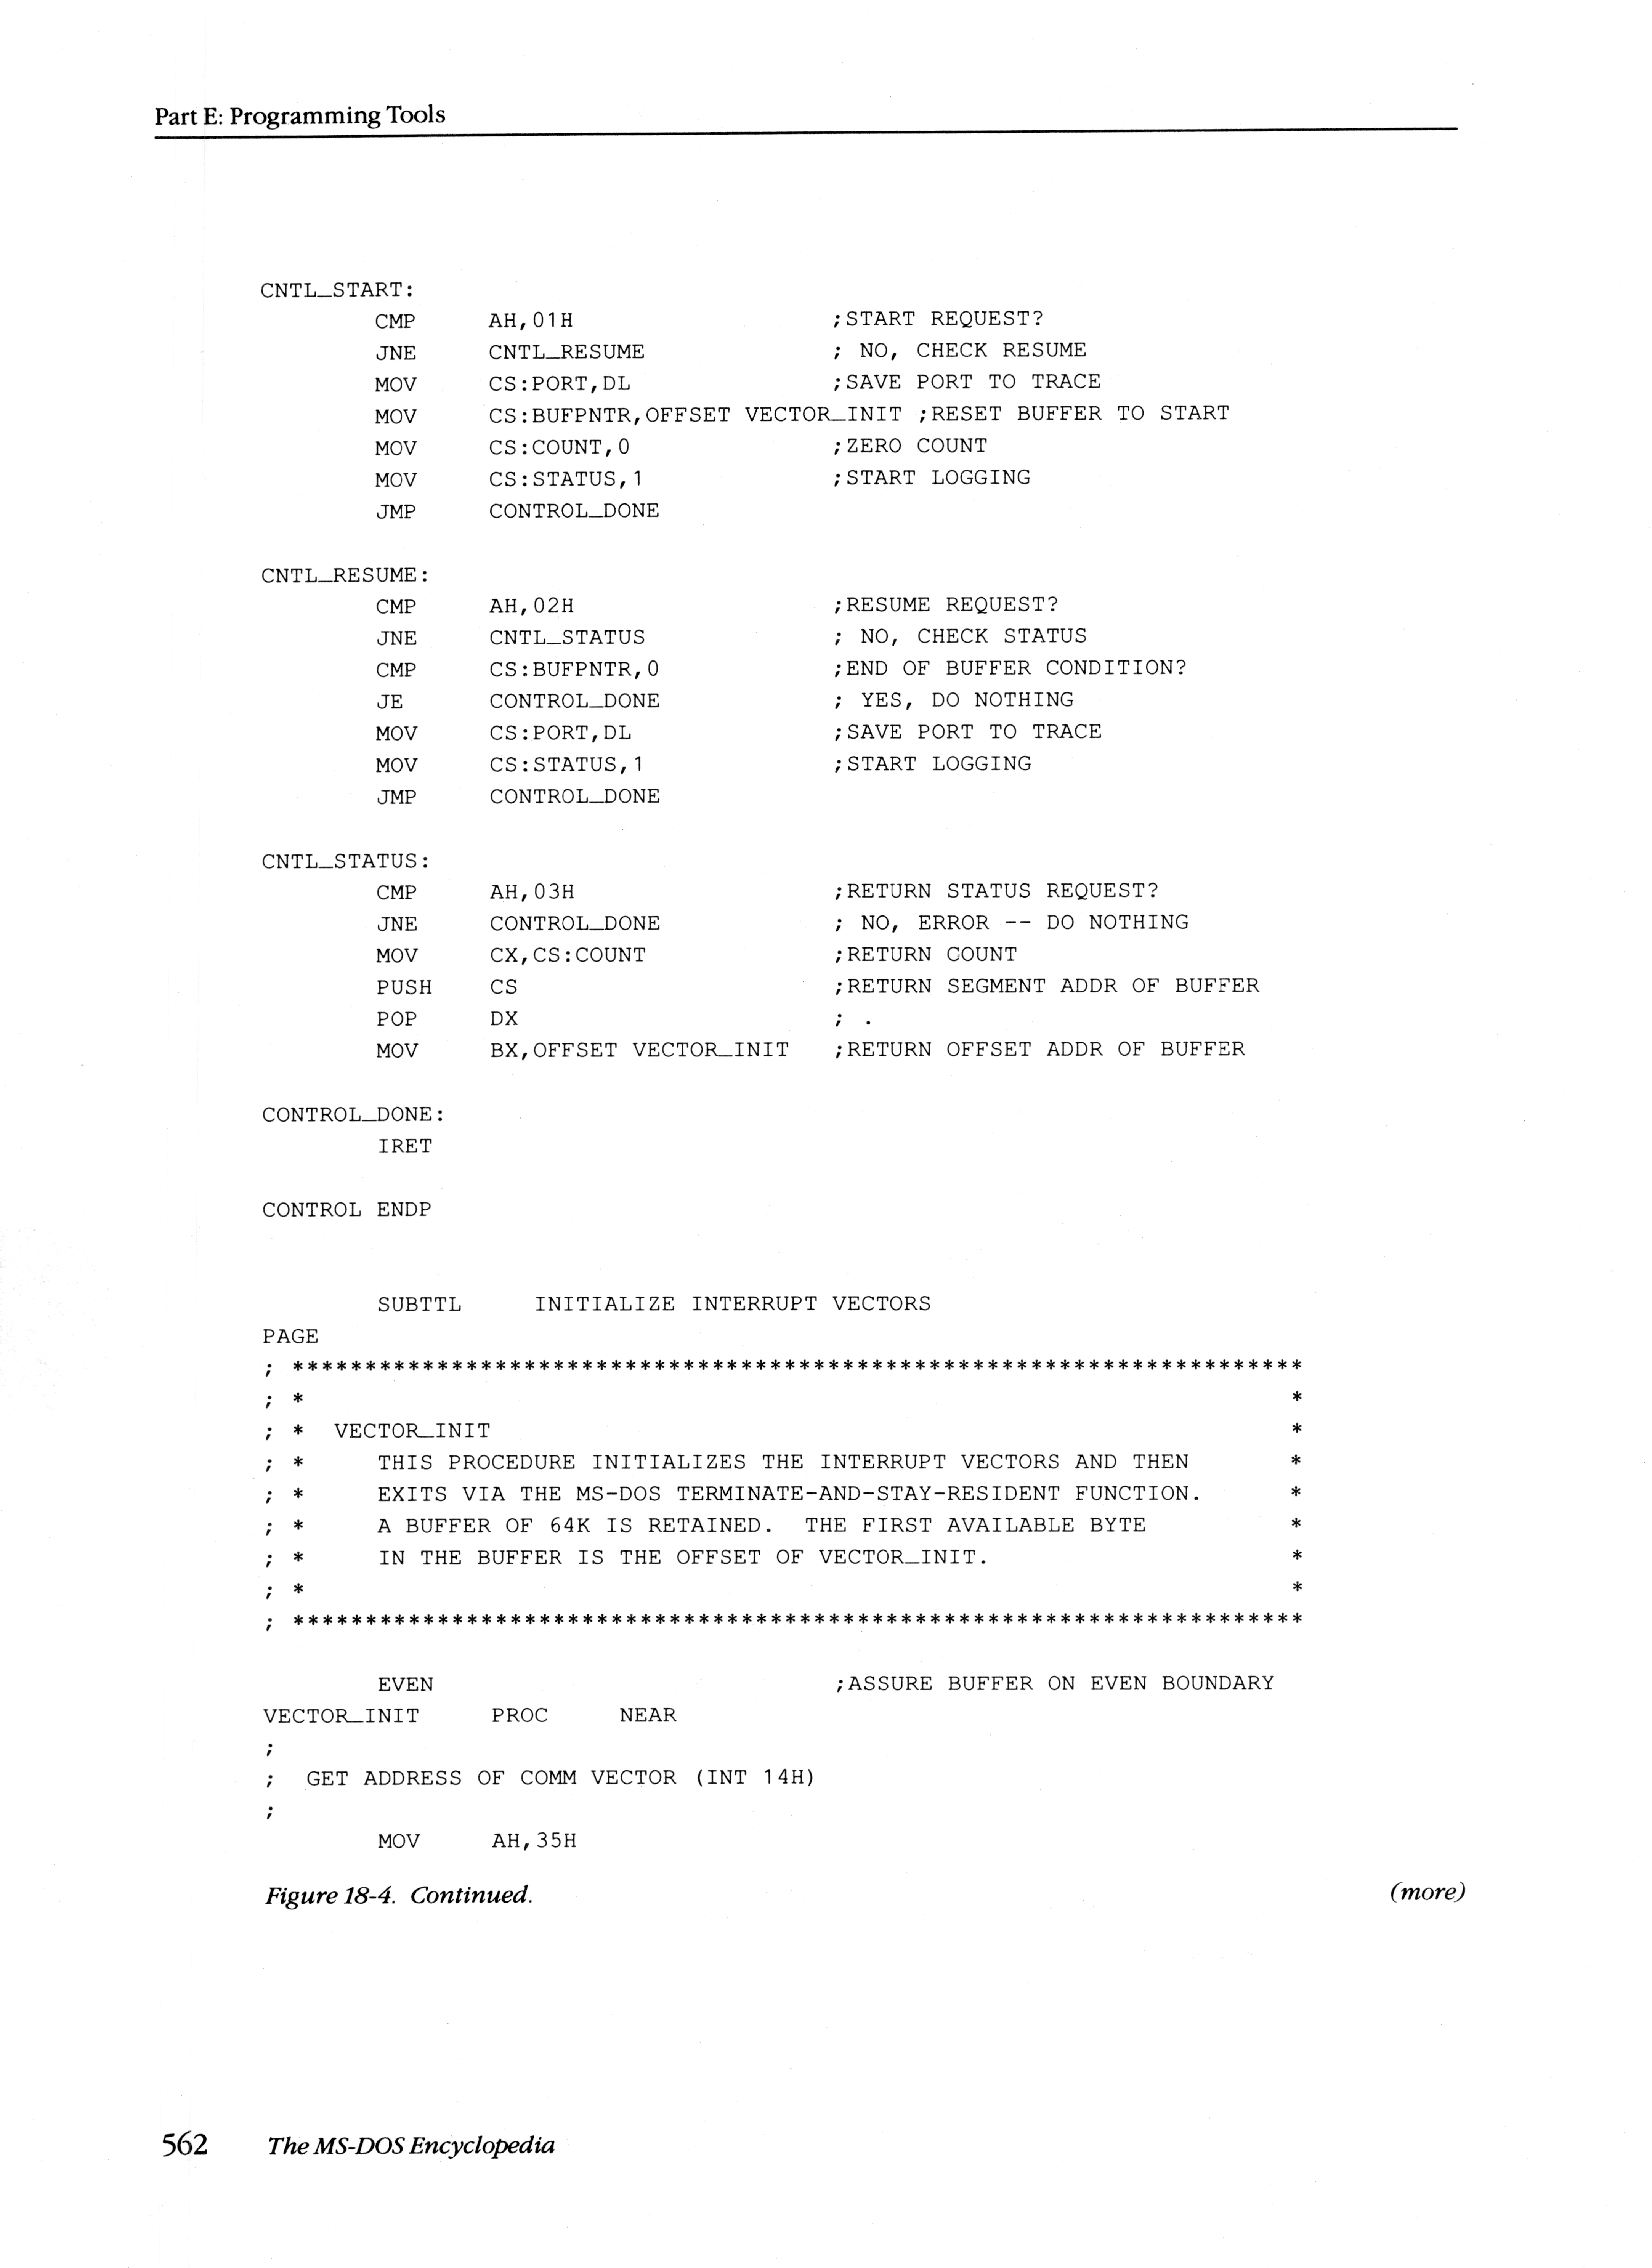 Part E: Programming Tools
CNTL_START:
CMP AH,01H ;START REQUEST?
JNE CNTL_RESUME ; NO, CHECK RESUME
MOV CS:PORT,DL ;SAVE PORT TO TRACE
MOV CS:BUFPNTR,OFFSET VECTOR_INIT ;RESET BUFFER TO START
MOV CS:COUNT,0 ;ZERO COUNT
MOV CS:STATUS,1 ;START LOGGING
JMP CONTROL_DONE
CNTL_RESUME:
CMP AH,02H ;RESUME REQUEST?
JNE CNTL_STATUS ; NO, CHECK STATUS
CMP CS:BUFPNTR,0 ;END OF BUFFER CONDITION?
JE CONTROL_DONE ; YES, DO NOTHING
MOV CS:PORT,DL ;SAVE PORT TO TRACE
MOV CS:STATUS,1 ;START LOGGING
JMP CONTROL_DONE
CNTL_STATUS:
CMP AH,03H ;RETURN STATUS REQUEST?
JNE CONTROL_DONE ; NO, ERROR -- DO NOTHING
MOV CX,CS:COUNT ;RETURN COUNT
PUSH CS ;RETURN SEGMENT ADDR OF BUFFER
POP DX ; .
MOV BX,OFFSET VECTOR_INIT ;RETURN OFFSET ADDR OF BUFFER
CONTROL_DONE:
IRET
CONTROL ENDP
SUBTTL INITIALIZE INTERRUPT VECTORS
PAGE
; ***********************************************************************
; * *
; * VECTOR_INIT *
; * THIS PROCEDURE INITIALIZES THE INTERRUPT VECTORS AND THEN *
; * EXITS VIA THE MS-DOS TERMINATE-AND-STAY-RESIDENT FUNCTION. *
; * A BUFFER OF 64K IS RETAINED. THE FIRST AVAILABLE BYTE *
; * IN THE BUFFER IS THE OFFSET OF VECTOR_INIT. *
; * *
; ***********************************************************************
EVEN ;ASSURE BUFFER ON EVEN BOUNDARY
VECTOR_INIT PROC NEAR
;
; GET ADDRESS OF COMM VECTOR (INT 14H)
;
MOV AH,35H
Figure 18-4. Continued. (more)
562 The MS-DOS Encyclopedia